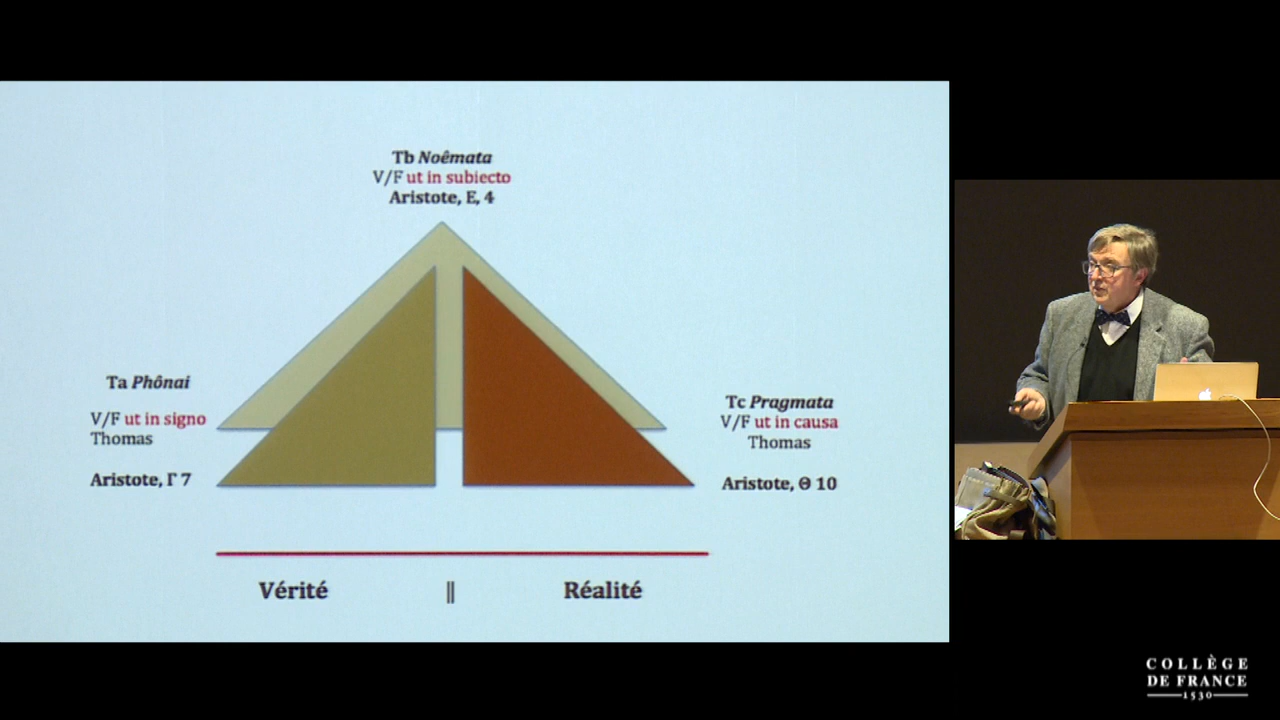 Tb Noêmata
V/F ut in subiecto
Aristote, E, 4
Ta Phônai
V/F ut in signo
Thomas
Aristote, Γ 7
Tc Pragmata
V/F ut in causa
Thomas
Aristote, Θ 10
Vérité || Réalité
COLLÈGE
DE FRANCE
1530